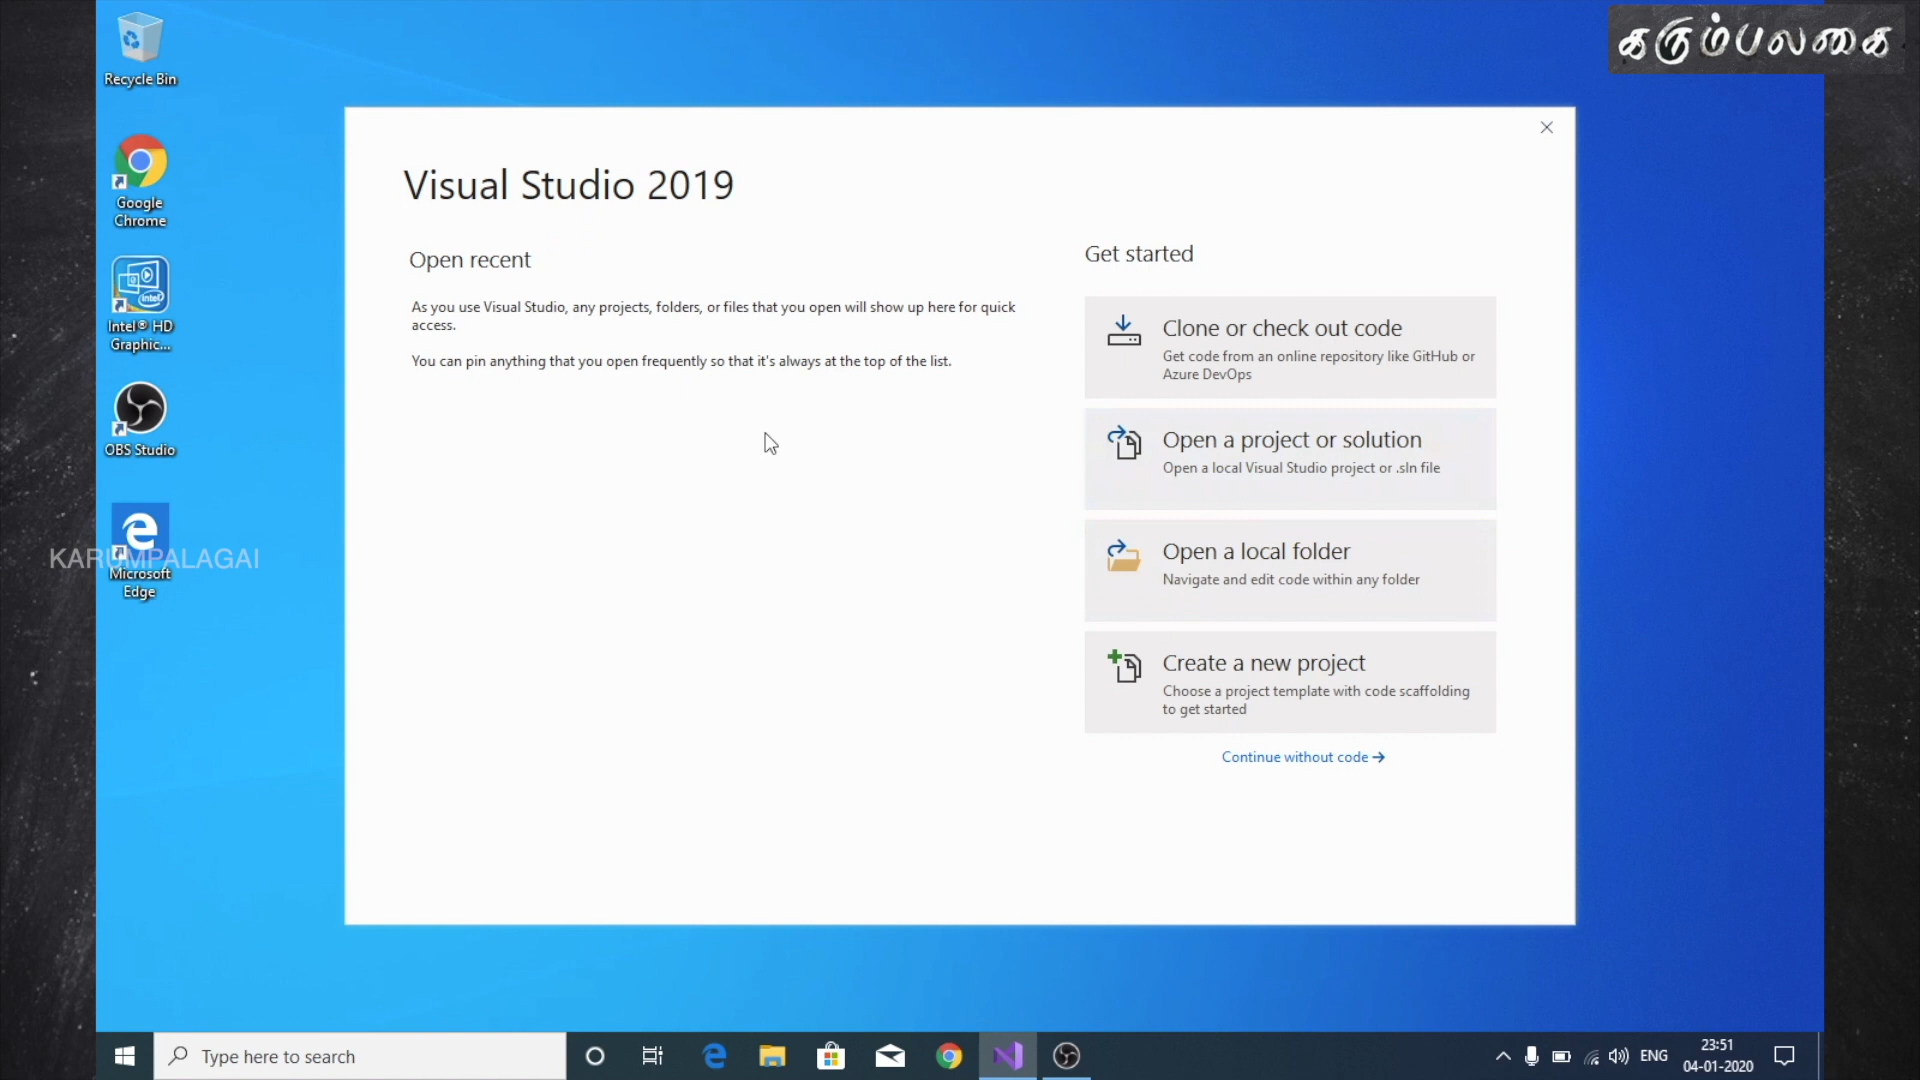 கரும்பலகை
Recycle Bin
Google
Chrome
Intel® HD
Graphic...
OBS Studio
KARUMPALAGAI
Microsoft
Edge
Visual Studio 2019
Open recent
As you use Visual Studio, any projects, folders, or files that you open will show up here for quick
access.
You can pin anything that you open frequently so that it's always at the top of the list.
Get started
Clone or check out code
Get code from an online repository like GitHub or
Azure DevOps
Open a project or solution
Open a local Visual Studio project or .sln file
Open a local folder
Navigate and edit code within any folder
Create a new project
Choose a project template with code scaffolding
to get started
Continue without code
Type here to search
ENG
23:51
04-01-2020